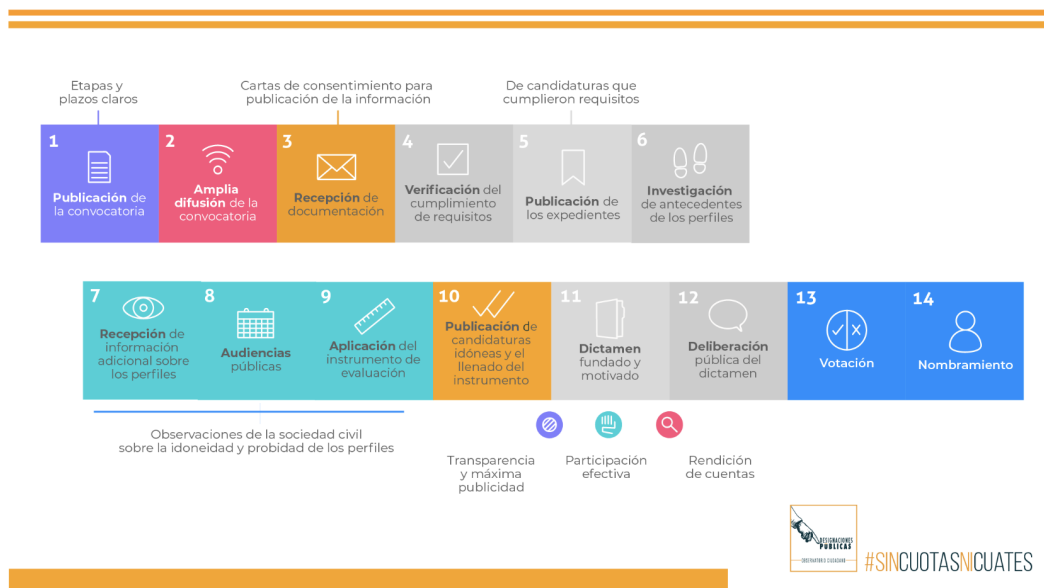 Etapas y
plazos claros
Cartas de consentimiento para
publicación de la información
De candidaturas que
cumplieron requisitos
1
Publicación de
la convocatoria
2
Amplia
difusión de la
convocatoria
3
Recepción de
documentación
4
Verificación del
cumplimiento
de requisitos
5
Publicación de
los expedientes
6
Investigación
de antecedentes
de los perfiles
7
Recepción de
información
adicional sobre
los perfiles
8
Audiencias
públicas
9
Aplicación del
instrumento de
evaluación
10
Publicación de
candidaturas
idóneas y el
llenado del
instrumento
11
Dictamen
fundado y
motivado
12
Deliberación
pública del
dictamen
13
Votación
14
Nombramiento
Observaciones de la sociedad civil
sobre la idoneidad y probidad de los perfiles
Transparencia
y máxima
publicidad
Participación
efectiva
Rendición
de cuentas
DESIGNACIONES
PUBLICAS
OBSERVATORIO CIUDADANO
#SINCUOTASNICUATES